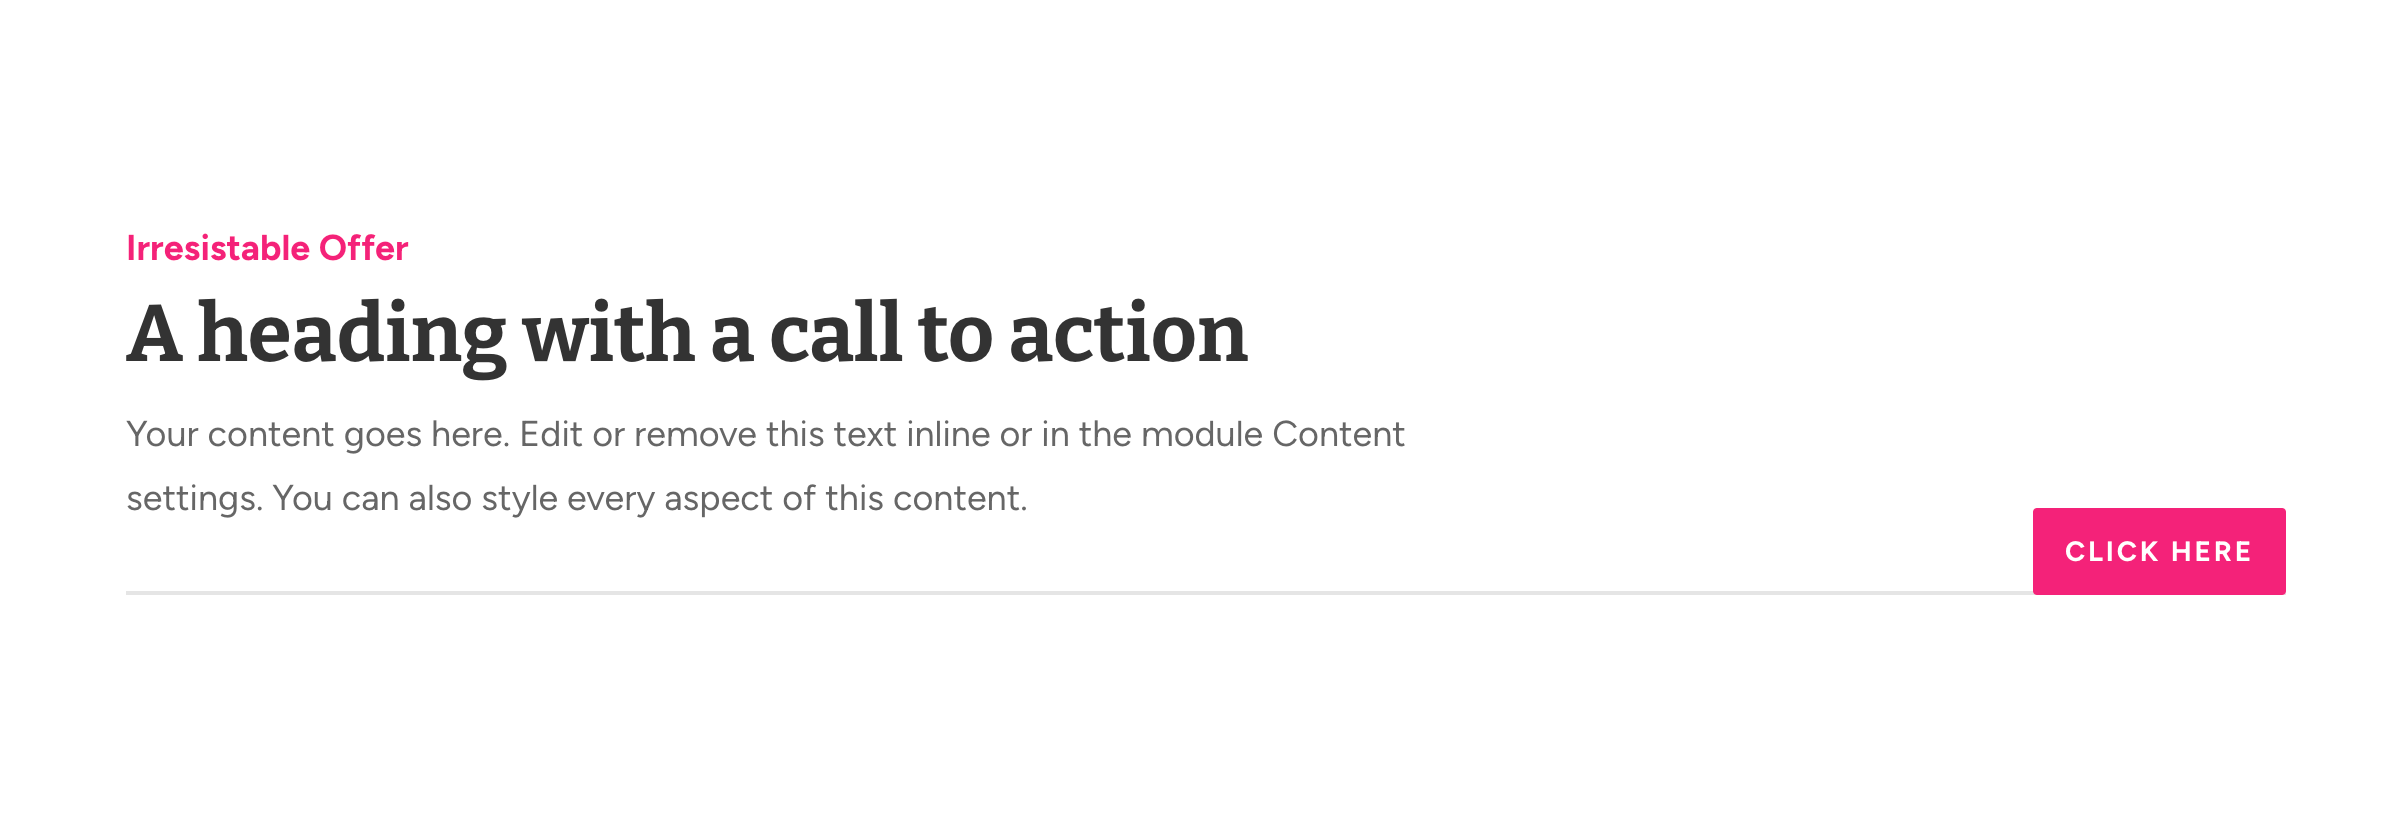 Irresistable Offer
A heading with a call to action
Your content goes here. Edit or remove this text inline or in the module Content
settings. You can also style every aspect of this content.
CLICK HERE